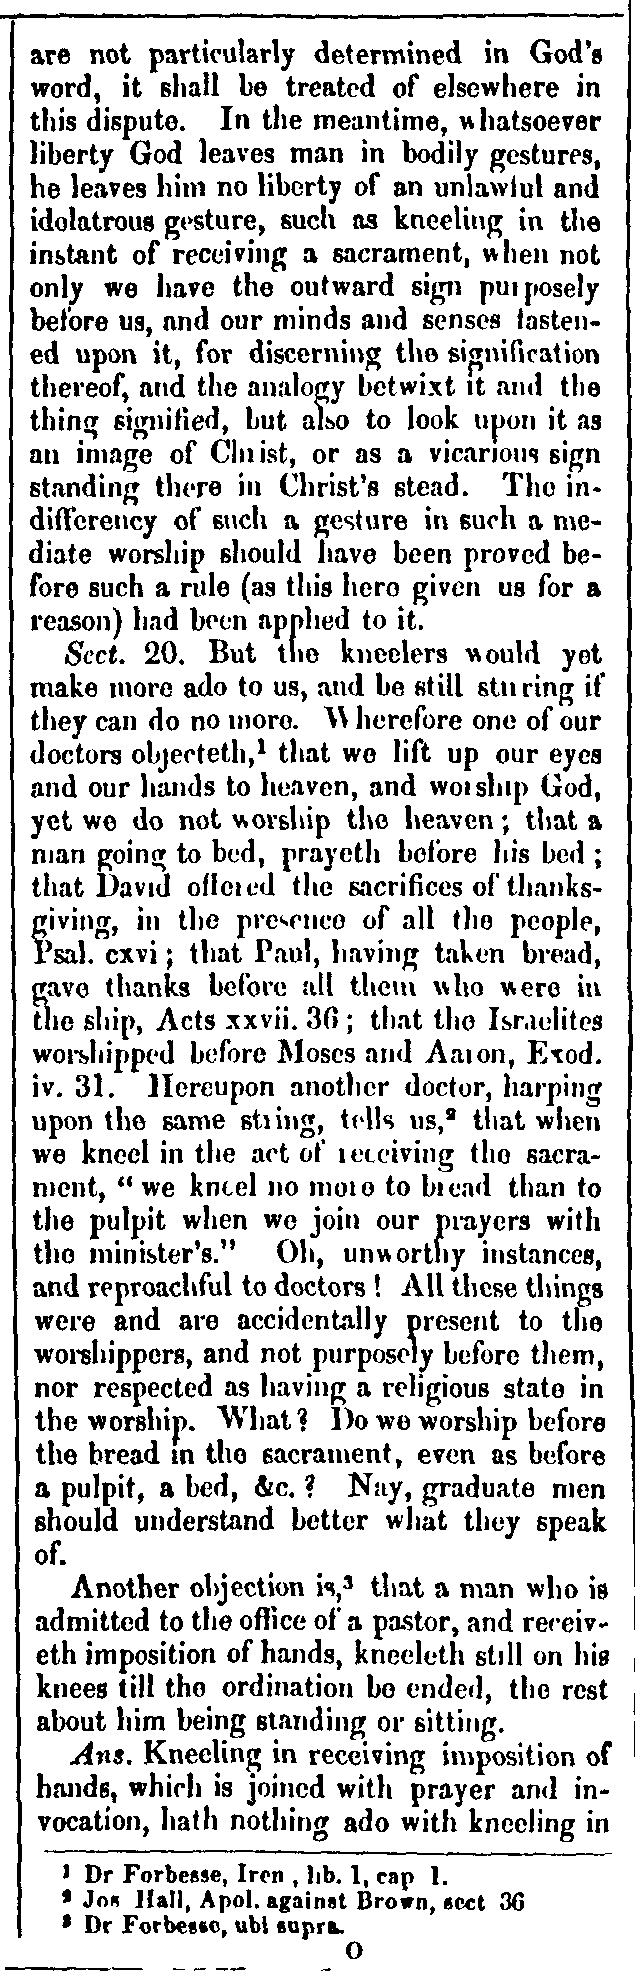 are not particularly determined in God's
word, it shall be treated of elsewhere in
this dispute. In the meantime, whatsoever
liberty God leaves man in bodily gestures,
he leaves him no liberty of an unlawful and
idolatrous gesture, such as kneeling in the
instant of receiving a sacrament, when not
only we have the outward sign purposely
before us, and our minds and senses fasten-
ed upon it, for discerning the signification
thereof, and the analogy betwixt it and the
thing signified, but also to look upon it as
an image of Christ, or as a vicarious sign
standing there in Christ's stead. The in-
differency of such a gesture in such a me-
diate worship should have been proved be-
fore such a rule (as this here given us for a
reason) had been applied to it.
Sect. 20. But the kneelers would yet
make more ado to us, and be still stirring if
they can do no more. Wherefore one of our
doctors objecteth,¹ that we lift up our eyes
and our hands to heaven, and worship God,
yet we do not worship the heaven; that a
man going to bed, prayeth before his bed;
that David offered the sacrifices of thanks-
giving, in the presence of all the people,
Psal. cxvi; that Paul, having taken bread,
gave thanks before all them who were in
the ship, Acts xxvii. 36; that the Israelites
worshipped before Moses and Aaron, Exod.
iv. 31. Hereupon another doctor, harping
upon the same string, tells us,² that when
we kneel in the act of receiving the sacra-
ment, "we kneel no more to bread than to
the pulpit when we join our prayers with
the minister's." Oh, unworthy instances,
and reproachful to doctors! All these things
were and are accidentally present to the
worshippers, and not purposely before them,
nor respected as having a religious state in
the worship. What? Do we worship before
the bread in the sacrament, even as before
a pulpit, a bed, &c.? Nay, graduate men
should understand better what they speak
of.
Another objection is,³ that a man who is
admitted to the office of a pastor, and receiv-
eth imposition of hands, kneeleth still on his
knees till the ordination be ended, the rest
about him being standing or sitting.
Ans. Kneeling in receiving imposition of
hands, which is joined with prayer and in-
vocation, hath nothing ado with kneeling in
¹ Dr Forbesse, Iren, lib. 1, cap 1.
² Jos Hall, Apol. against Brown, sect 36
³ Dr Forbesse, ubi supra.
O